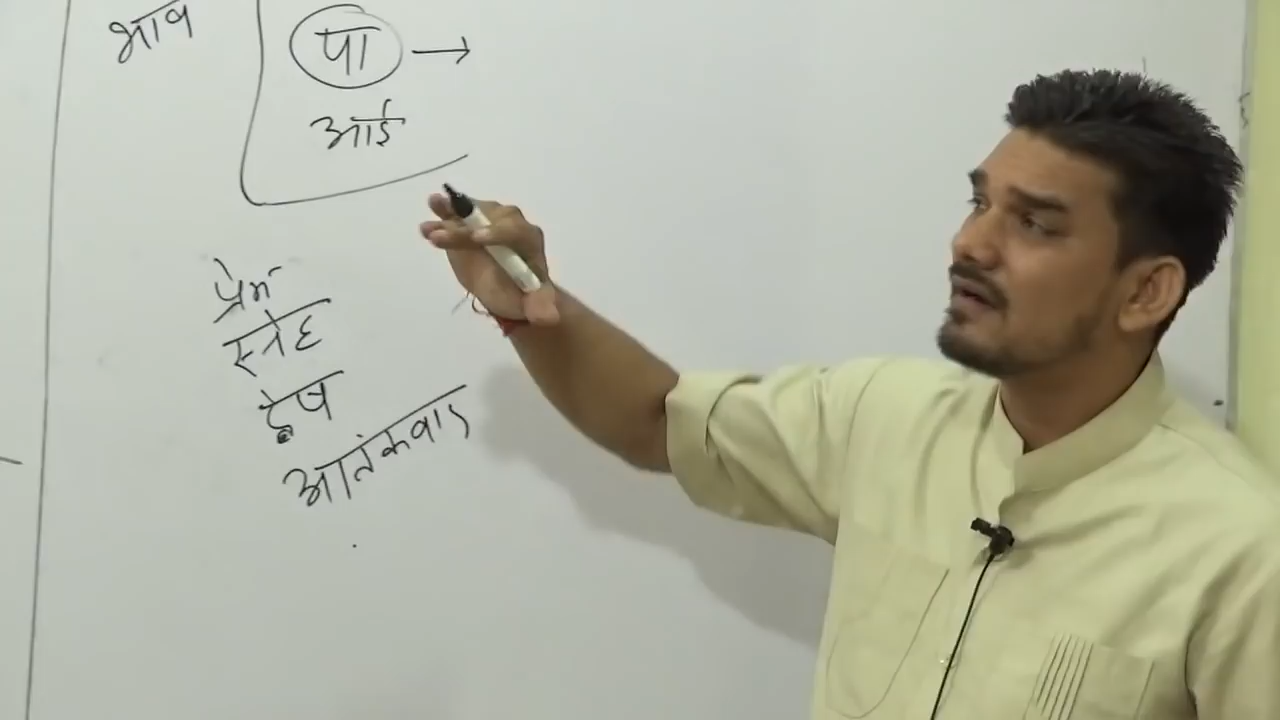 भाव
पा →
आई
प्रेम
स्नेह
द्वेष
आतंकवाद